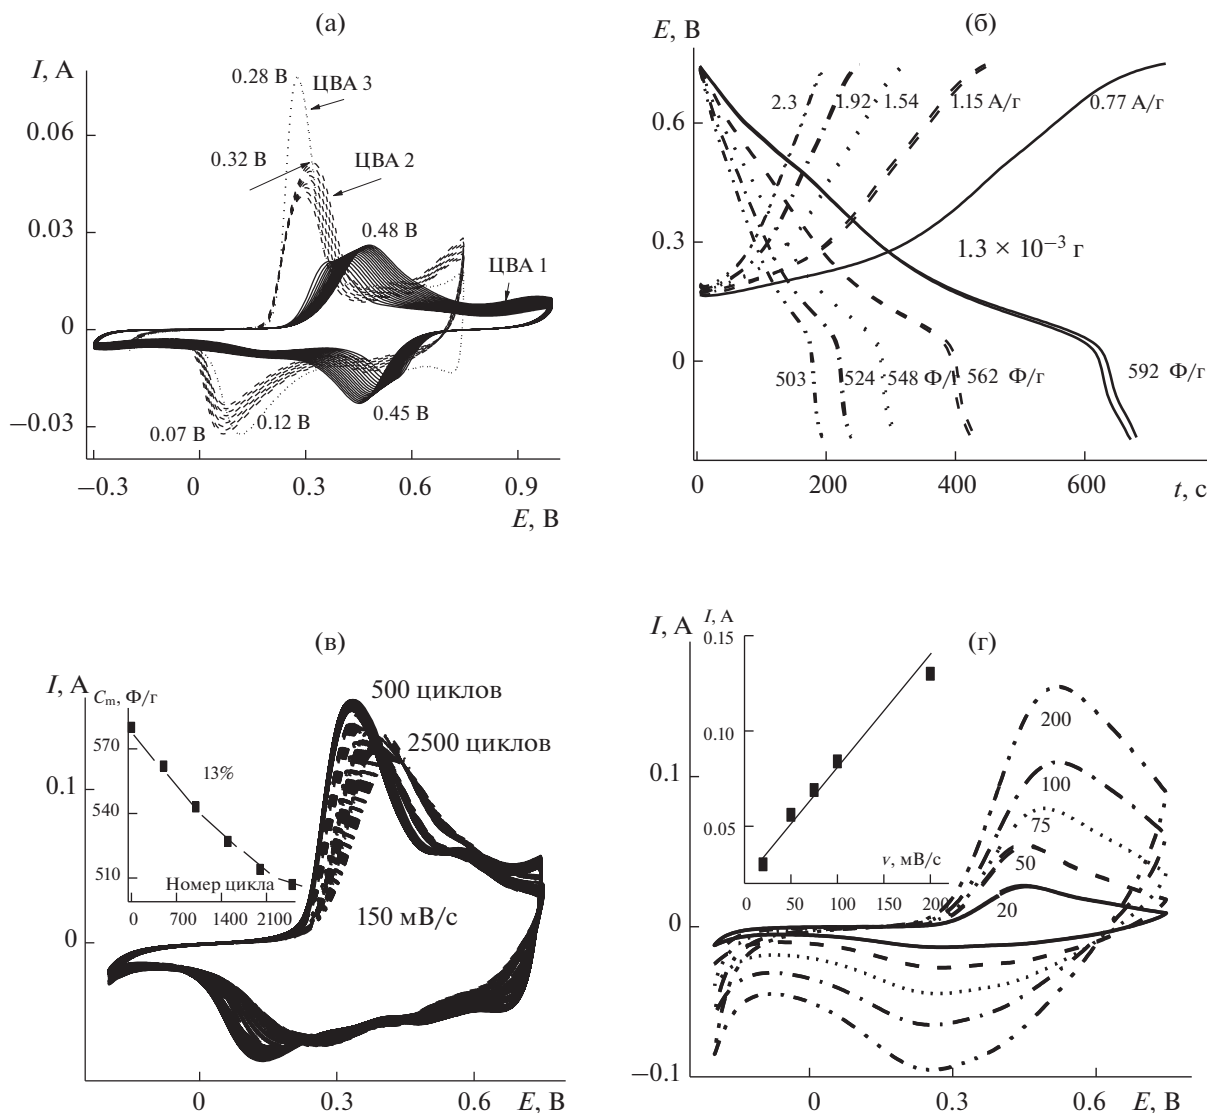 (а)
I, А
0.28 В
ЦВА 3
0.06
0.32 В
ЦВА 2
0.03
0.48 В
ЦВА 1
0
0.07 В
0.12 В
0.45 В
−0.03
−0.3
0
0.3
0.6
0.9
E, В
(б)
E, В
2.3
1.92
1.54
1.15 А/г
0.77 А/г
0.6
0.3
1.3 × 10⁻³ г
0
503
524
548 Ф/г
562 Ф/г
592 Ф/г
0
200
400
600
t, с
(в)
I, А
Cm, Ф/г
500 циклов
2500 циклов
570
13%
540
510
Номер цикла
0
700
1400
2100
0.1
150 мВ/с
0
0
0.3
0.6
E, В
(г)
I, А
I, А
0.15
0.10
0.05
v, мВ/с
0
50
100
150
200
200
100
75
50
20
0.1
0
−0.1
0
0.3
0.6
E, В